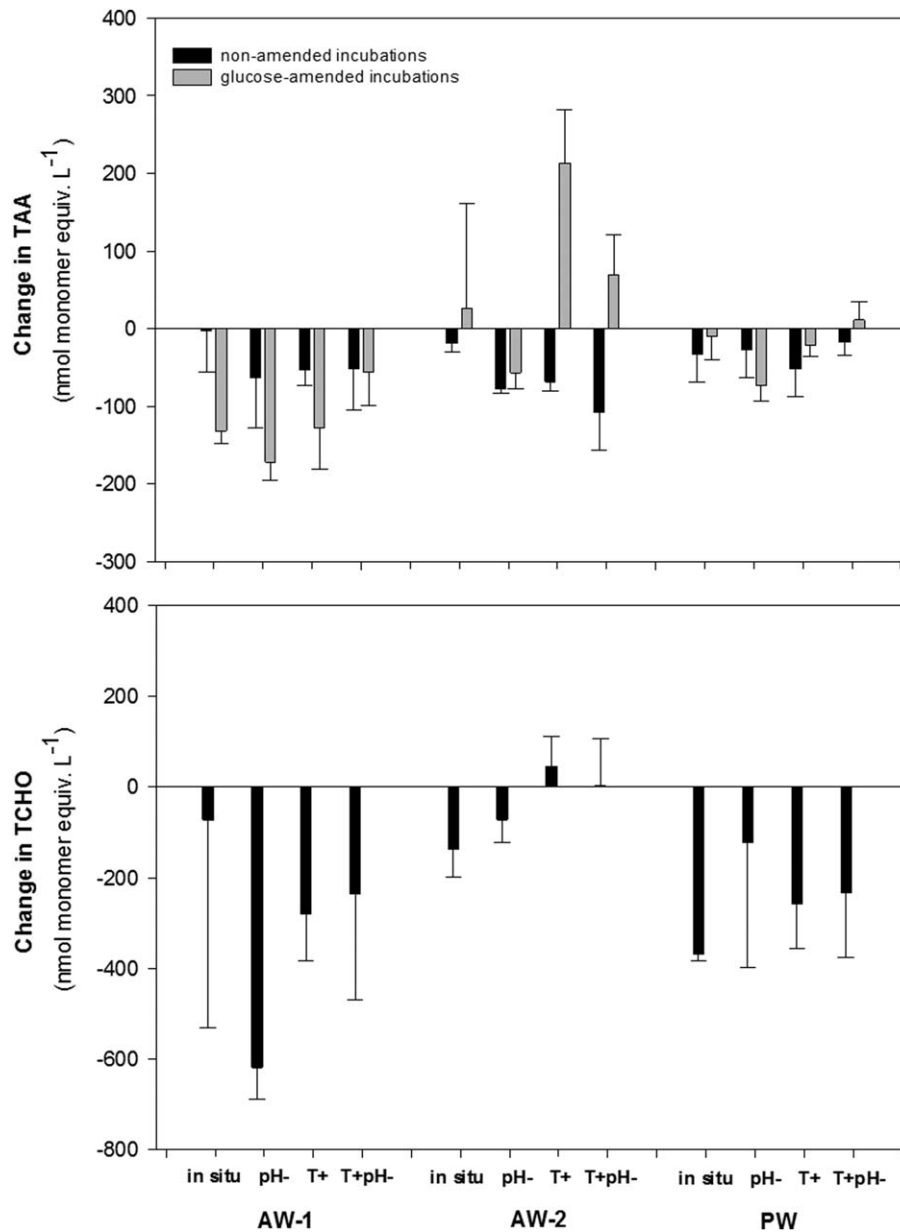 400
300
200
100
0
-100
-200
-300
Change in TAA
(nmol monomer equiv. L⁻¹)
non-amended incubations
glucose-amended incubations
400
200
0
-200
-400
-600
-800
Change in TCHO
(nmol monomer equiv. L⁻¹)
in situ pH- T+ T+pH- in situ pH- T+ T+pH- in situ pH- T+ T+pH-
AW-1 AW-2 PW